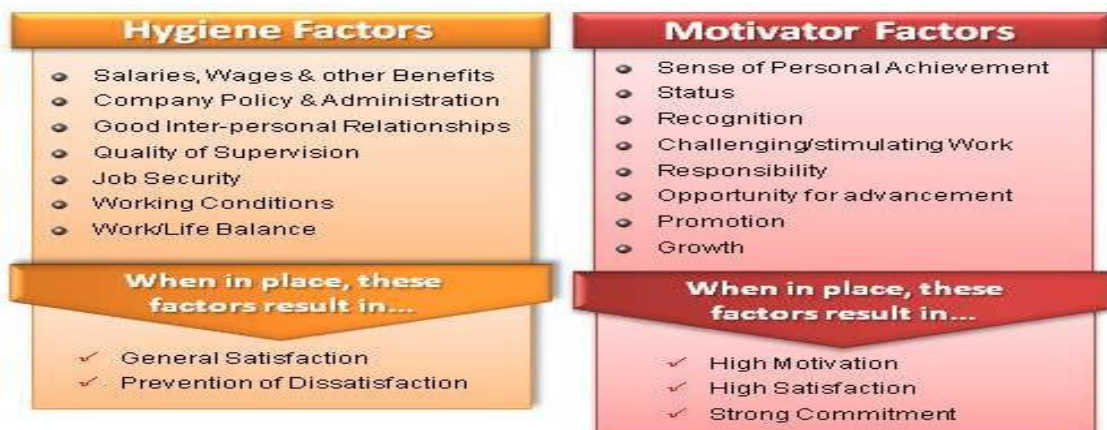 Hygiene Factors
Salaries, Wages & other Benefits
Company Policy & Administration
Good Inter-personal Relationships
Quality of Supervision
Job Security
Working Conditions
Work/Life Balance
When in place, these
factors result in...
General Satisfaction
Prevention of Dissatisfaction
Motivator Factors
Sense of Personal Achievement
Status
Recognition
Challenging/stimulating Work
Responsibility
Opportunity for advancement
Promotion
Growth
When in place, these
factors result in...
High Motivation
High Satisfaction
Strong Commitment